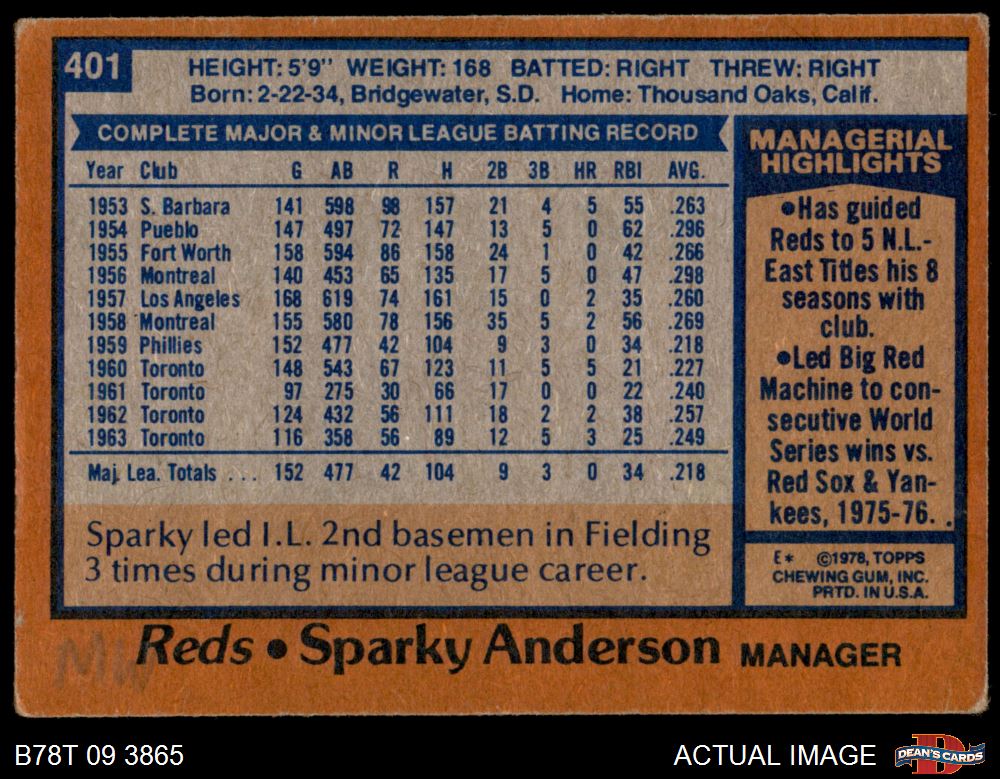 401
HEIGHT: 5'9" WEIGHT: 168 BATTED: RIGHT THREW: RIGHT
Born: 2-22-34, Bridgewater, S.D. Home: Thousand Oaks, Calif.
COMPLETE MAJOR & MINOR LEAGUE BATTING RECORD
Year Club G AB R H 2B 3B HR RBI AVG.
1953 S. Barbara 141 598 98 157 21 4 5 55 .263
1954 Pueblo 147 497 72 147 13 5 0 62 .296
1955 Fort Worth 158 594 86 158 24 1 0 42 .266
1956 Montreal 140 453 65 135 17 5 0 47 .298
1957 Los Angeles 168 619 74 161 15 0 2 35 .260
1958 Montreal 155 580 78 156 35 5 2 56 .269
1959 Phillies 152 477 42 104 9 3 0 34 .218
1960 Toronto 148 543 67 123 11 5 5 21 .227
1961 Toronto 97 275 30 66 17 0 0 22 .240
1962 Toronto 124 432 56 111 18 2 2 38 .257
1963 Toronto 116 358 56 89 12 5 3 25 .249
Maj. Lea. Totals . . . 152 477 42 104 9 3 0 34 .218
Sparky led I.L. 2nd basemen in Fielding
3 times during minor league career.
MANAGERIAL
HIGHLIGHTS
•Has guided
Reds to 5 N.L.-
East Titles his 8
seasons with
club.
•Led Big Red
Machine to con-
secutive World
Series wins vs.
Red Sox & Yan-
kees, 1975-76.
E* ©1978, TOPPS
CHEWING GUM, INC.
PRTD. IN U.S.A.
Reds • Sparky Anderson MANAGER
B78T 09 3865
ACTUAL IMAGE
DEAN'S CARDS